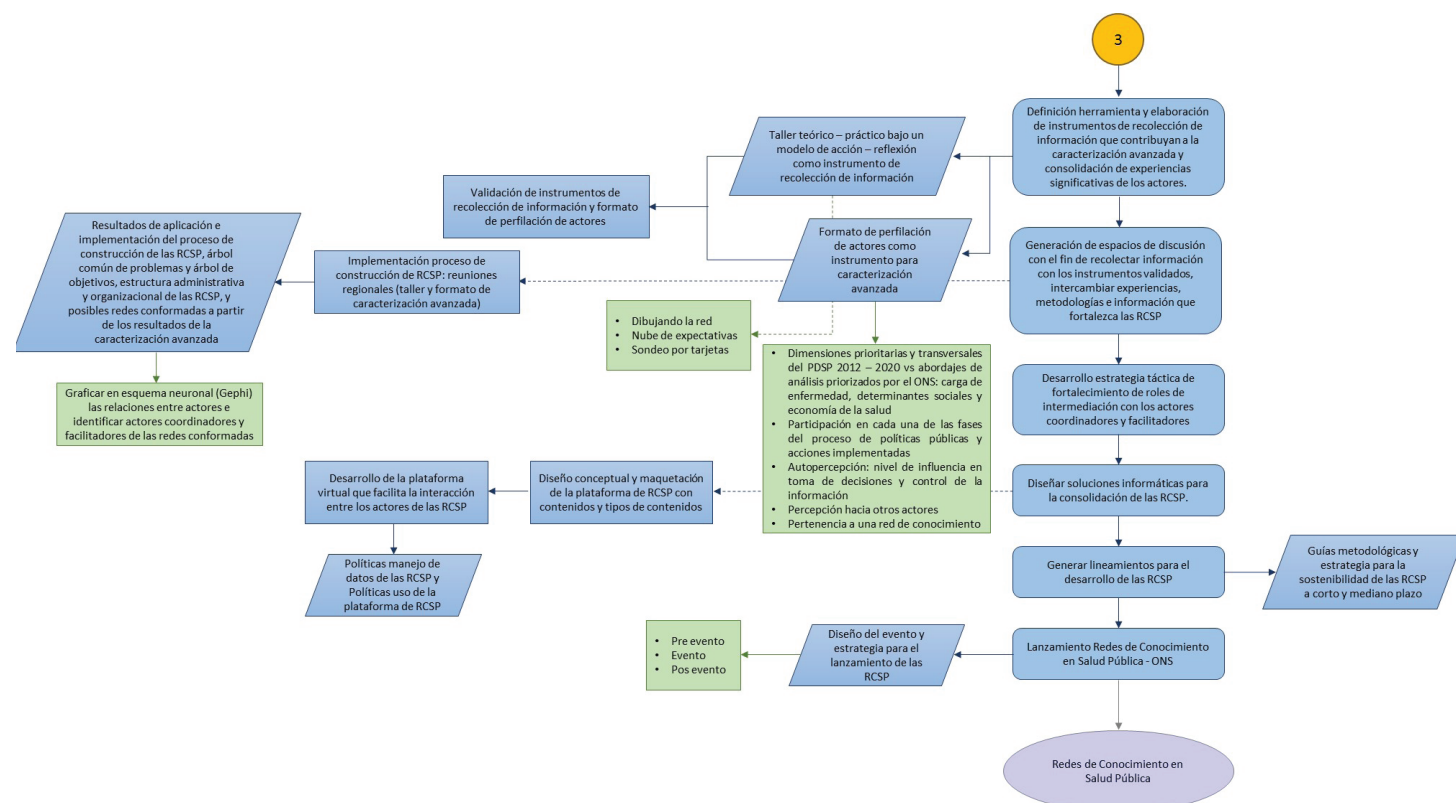 3
Definición herramienta y elaboración
de instrumentos de recolección de
información que contribuyan a la
caracterización avanzada y
consolidación de experiencias
significativas de los actores.
Taller teórico – práctico bajo un
modelo de acción – reflexión
como instrumento de
recolección de información
Validación de instrumentos de
recolección de información y formato
de perfilación de actores
Formato de perfilación
de actores como
instrumento para
caracterización
avanzada
Generación de espacios de discusión
con el fin de recolectar información
con los instrumentos validados,
intercambiar experiencias,
metodologías e información que
fortalezca las RCSP
Implementación proceso de
construcción de RCSP: reuniones
regionales (taller y formato de
caracterización avanzada)
Resultados de aplicación e
implementación del proceso de
construcción de las RCSP, árbol
común de problemas y árbol de
objetivos, estructura administrativa
y organizacional de las RCSP, y
posibles redes conformadas a partir
de los resultados de la
caracterización avanzada
• Dibujando la red
• Nube de expectativas
• Sondeo por tarjetas
Graficar en esquema neuronal (Gephi)
las relaciones entre actores e
identificar actores coordinadores y
facilitadores de las redes conformadas
• Dimensiones prioritarias y transversales
del PDSP 2012 – 2020 vs abordajes de
análisis priorizados por el ONS: carga de
enfermedad, determinantes sociales y
economía de la salud
• Participación en cada una de las fases
del proceso de políticas públicas y
acciones implementadas
• Autopercepción: nivel de influencia en
toma de decisiones y control de la
información
• Percepción hacia otros actores
• Pertenencia a una red de conocimiento
Desarrollo estrategia táctica de
fortalecimiento de roles de
intermediación con los actores
coordinadores y facilitadores
Diseñar soluciones informáticas para
la consolidación de las RCSP.
Diseño conceptual y maquetación
de la plataforma de RCSP con
contenidos y tipos de contenidos
Desarrollo de la plataforma
virtual que facilita la interacción
entre los actores de las RCSP
Políticas manejo de
datos de las RCSP y
Políticas uso de la
plataforma de RCSP
Generar lineamientos para el
desarrollo de las RCSP
Guías metodológicas y
estrategia para la
sostenibilidad de las RCSP
a corto y mediano plazo
Lanzamiento Redes de Conocimiento
en Salud Pública - ONS
Diseño del evento y
estrategia para el
lanzamiento de las
RCSP
• Pre evento
• Evento
• Pos evento
Redes de Conocimiento en
Salud Pública